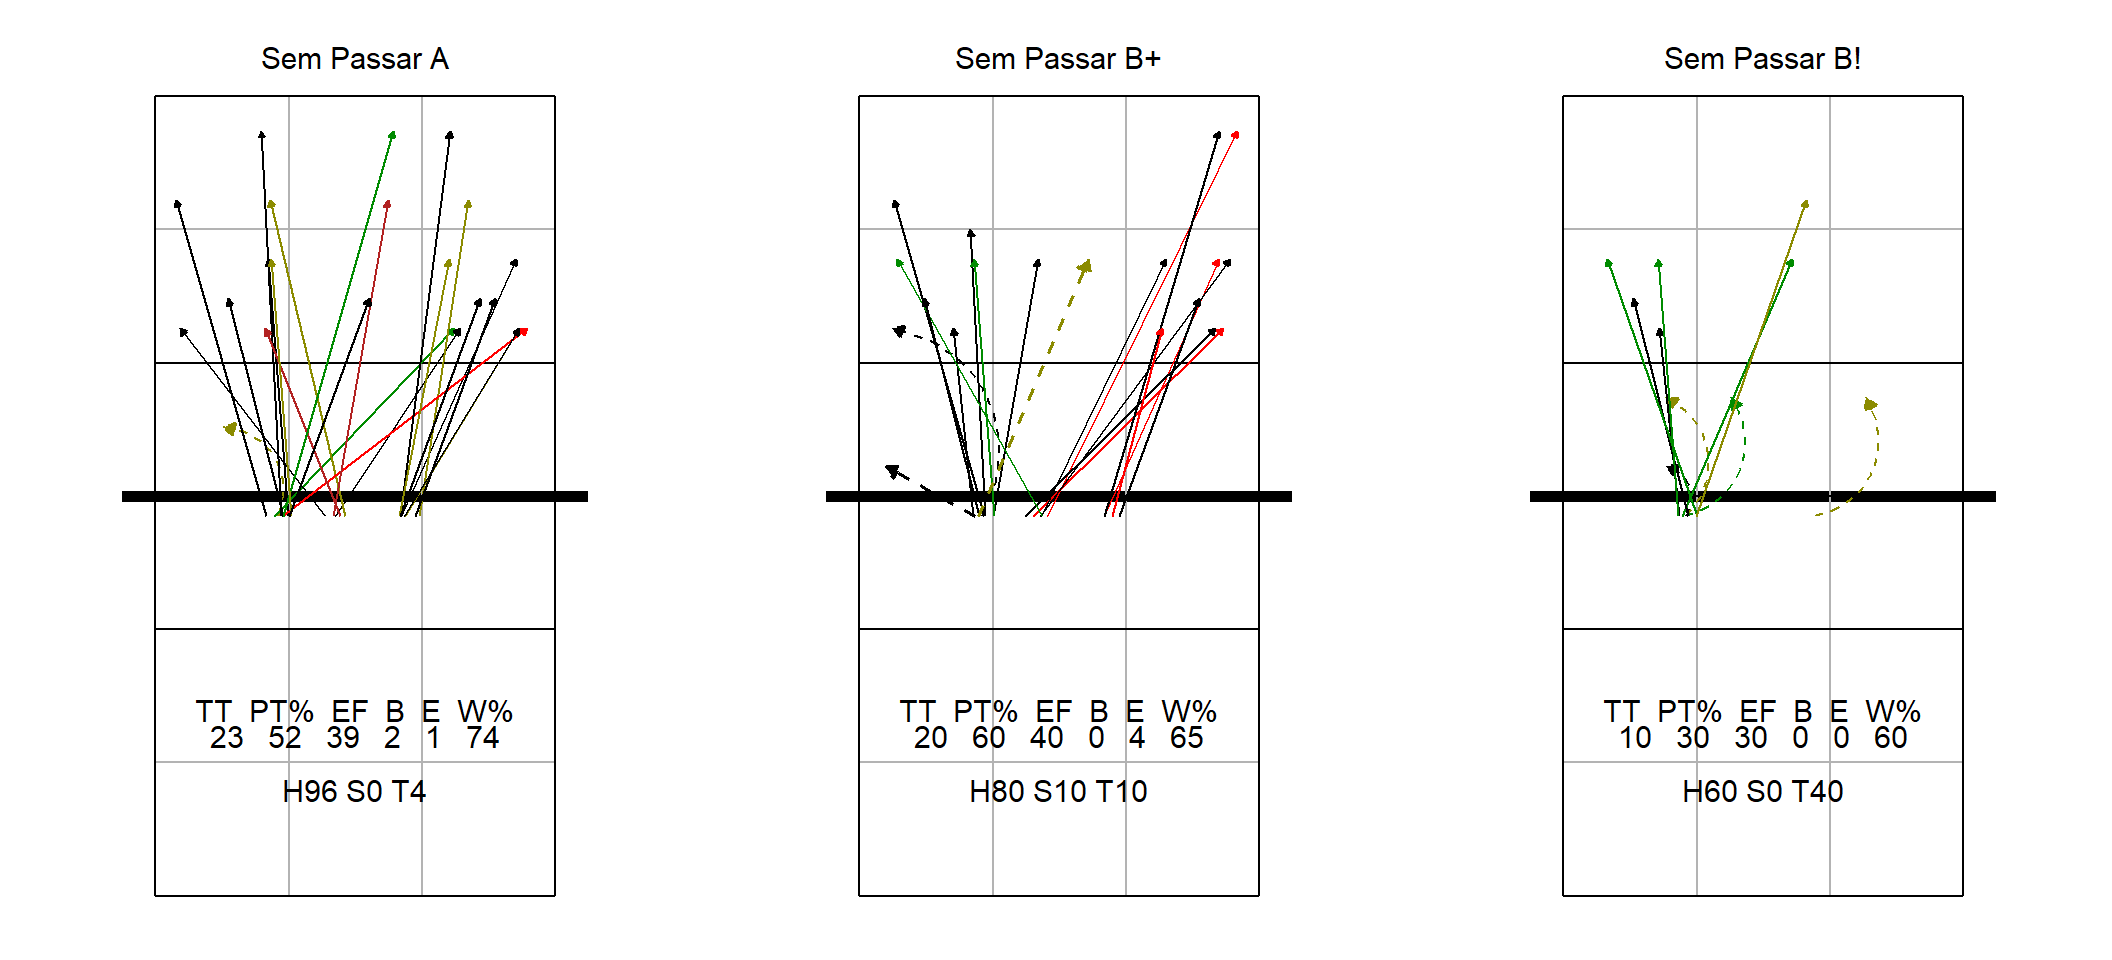 Sem Passar A
TT PT% EF B E W%
23 52 39 2 1 74
H96 S0 T4
Sem Passar B+
TT PT% EF B E W%
20 60 40 0 4 65
H80 S10 T10
Sem Passar B!
TT PT% EF B E W%
10 30 30 0 0 60
H60 S0 T40